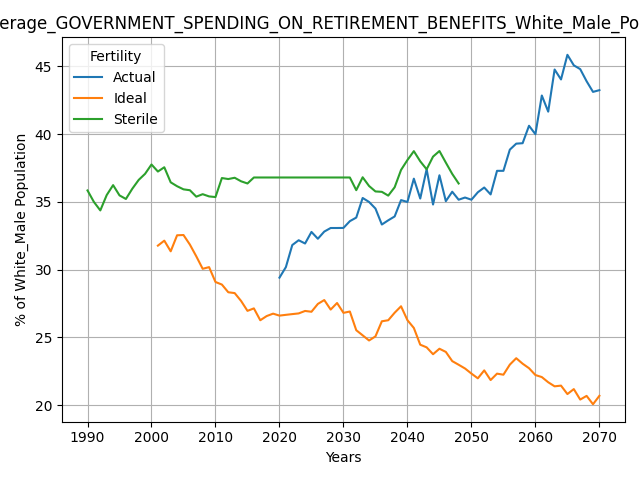 erage_GOVERNMENT_SPENDING_ON_RETIREMENT_BENEFITS_White_Male_Po
Fertility
Actual
Ideal
Sterile
% of White_Male Population
45
40
35
30
25
20
1990 2000 2010 2020 2030 2040 2050 2060 2070
Years